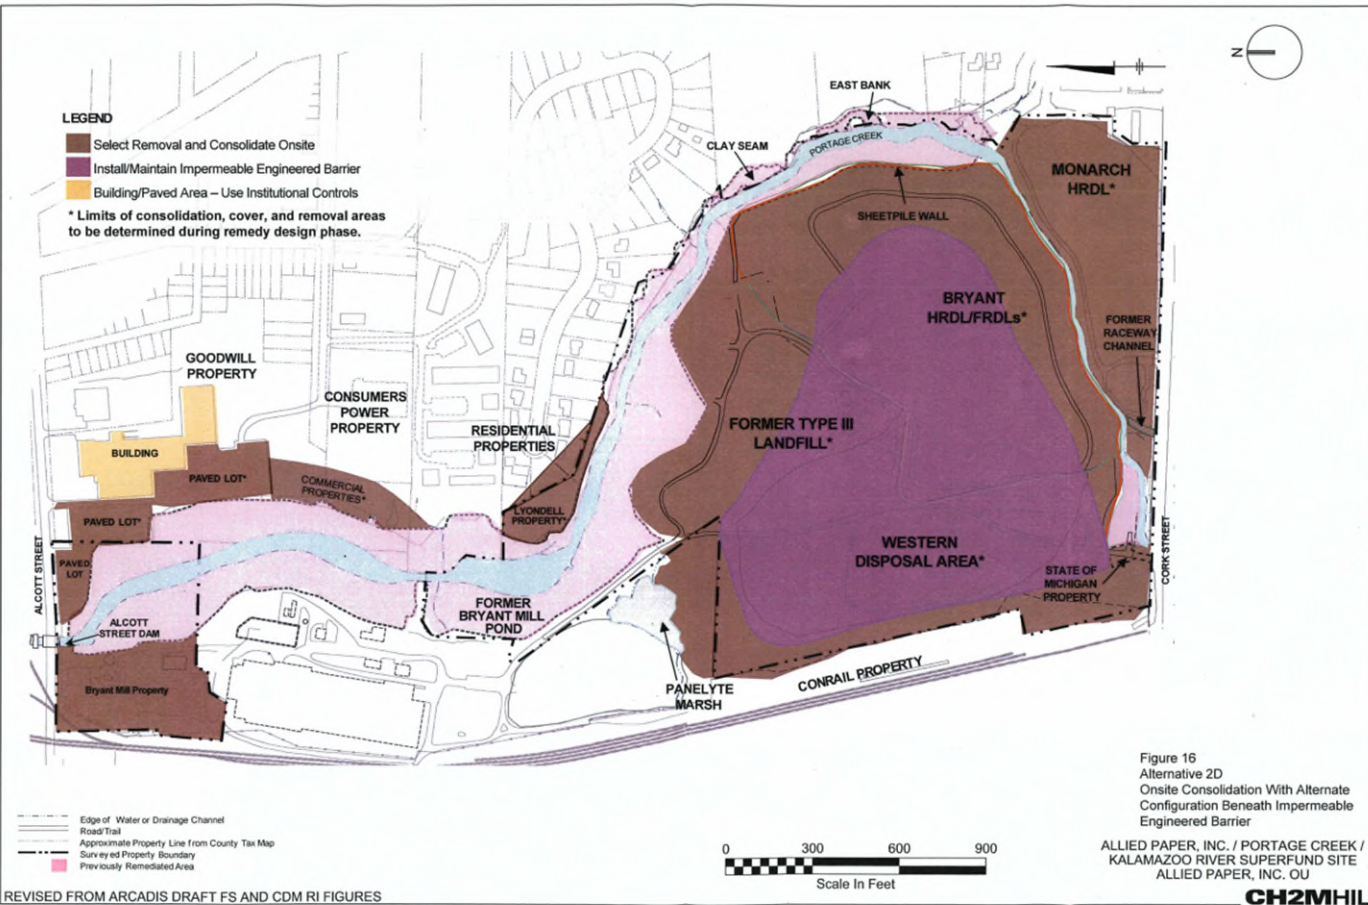 N
EAST BANK
LEGEND
Select Removal and Consolidate Onsite
Install/Maintain Impermeable Engineered Barrier
Building/Paved Area – Use Institutional Controls
* Limits of consolidation, cover, and removal areas
to be determined during remedy design phase.
CLAY SEAM
PORTAGE CREEK
MONARCH
HRDL*
SHEETPILE WALL
BRYANT
HRDL/FRDLs*
FORMER
RACEWAY
CHANNEL
GOODWILL
PROPERTY
CONSUMERS
POWER
PROPERTY
RESIDENTIAL
PROPERTIES
FORMER TYPE III
LANDFILL*
BUILDING
PAVED LOT*
COMMERCIAL
PROPERTIES*
LYONDELL
PROPERTY*
PAVED LOT*
PAVED
LOT
ALCOTT STREET
WESTERN
DISPOSAL AREA*
STATE OF
MICHIGAN
PROPERTY
CORK STREET
FORMER
BRYANT MILL
POND
ALCOTT
STREET DAM
Bryant Mill Property
PANELYTE
MARSH
CONRAIL PROPERTY
Figure 16
Alternative 2D
Onsite Consolidation With Alternate
Configuration Beneath Impermeable
Engineered Barrier
Edge of Water or Drainage Channel
Road/Trail
Approximate Property Line from County Tax Map
Surveyed Property Boundary
Previously Remediated Area
0 300 600 900
Scale In Feet
ALLIED PAPER, INC. / PORTAGE CREEK /
KALAMAZOO RIVER SUPERFUND SITE
ALLIED PAPER, INC. OU
REVISED FROM ARCADIS DRAFT FS AND CDM RI FIGURES
CH2MHIL